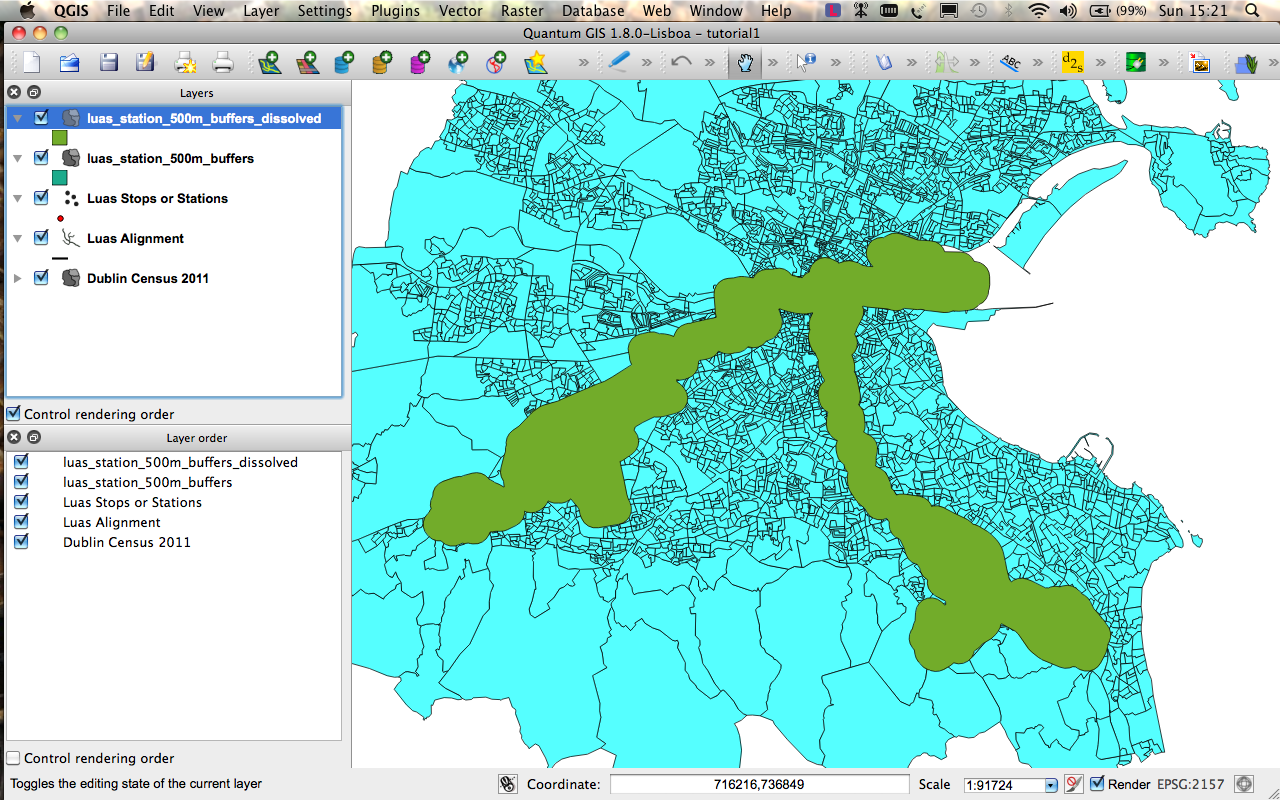 QGIS File Edit View Layer Settings Plugins Vector Raster Database Web Window Help L (99%) Sun 15:21
Quantum GIS 1.8.0-Lisboa - tutorial1
ABC
d2s
Layers
luas_station_500m_buffers_dissolved
luas_station_500m_buffers
Luas Stops or Stations
Luas Alignment
Dublin Census 2011
Control rendering order
Layer order
luas_station_500m_buffers_dissolved
luas_station_500m_buffers
Luas Stops or Stations
Luas Alignment
Dublin Census 2011
Control rendering order
Toggles the editing state of the current layer
Coordinate: 716216,736849 Scale 1:91724 Render EPSG:2157